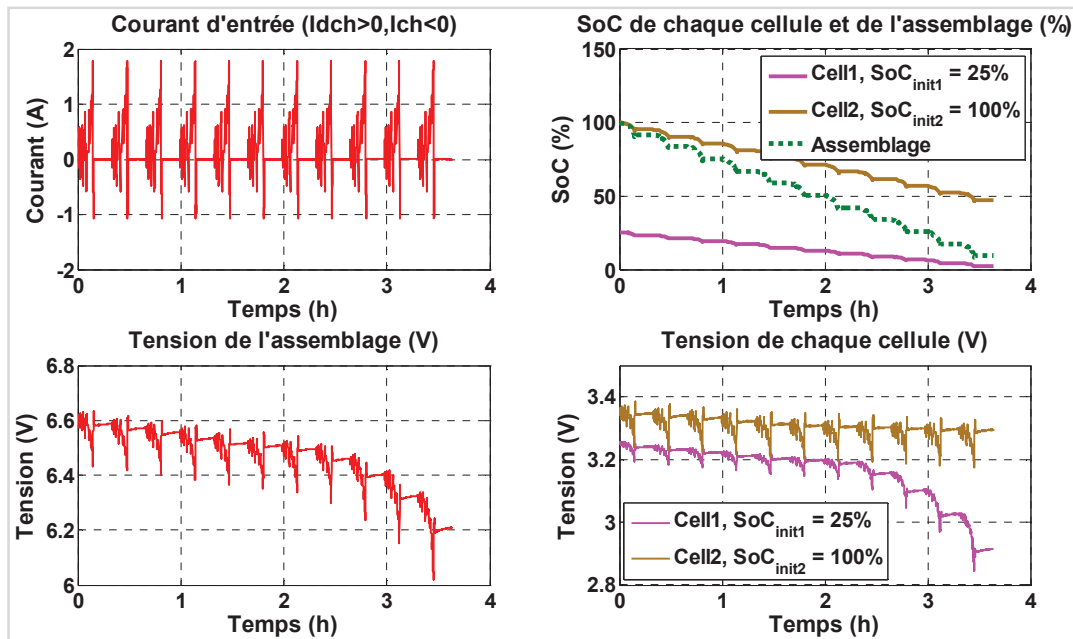 Courant d'entrée (Idch>0,Ich<0)
2
1
0
-1
-2
Courant (A)
0
1
2
3
4
Temps (h)
SoC de chaque cellule et de l'assemblage (%)
150
100
50
0
SoC (%)
Cell1, SoCinit1 = 25%
Cell2, SoCinit2 = 100%
Assemblage
0
1
2
3
4
Temps (h)
Tension de l'assemblage (V)
6.8
6.6
6.4
6.2
6
Tension (V)
0
1
2
3
4
Temps (h)
Tension de chaque cellule (V)
3.4
3.2
3
2.8
Tension (V)
Cell1, SoCinit1 = 25%
Cell2, SoCinit2 = 100%
0
1
2
3
4
Temps (h)